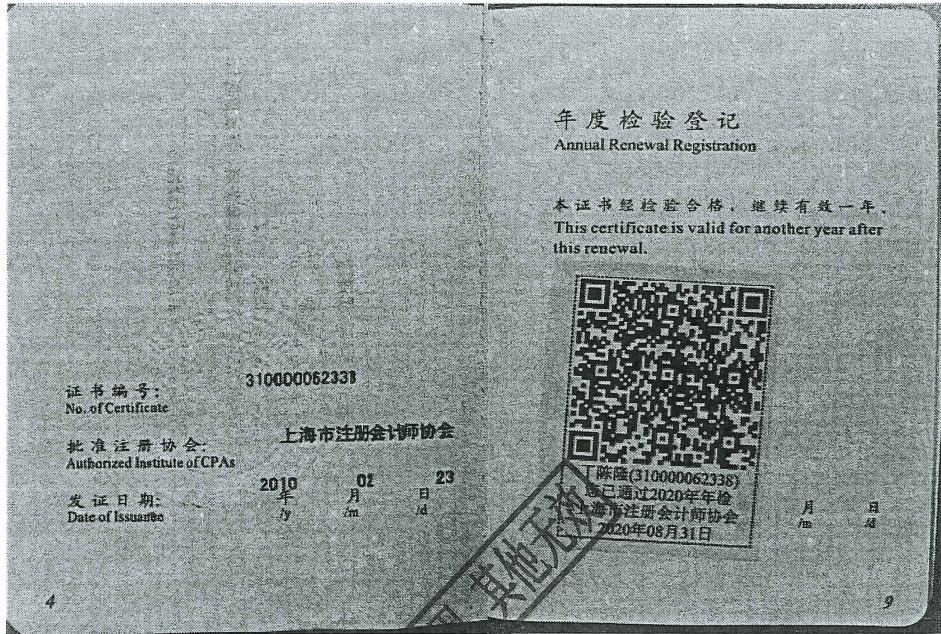 证书编号:
No. of Certificate
310000062338
批准注册协会:
Authorized Institute of CPAs
上海市注册会计师协会
发证日期:
Date of Issuance
2010 02 23
年 月 日
/y /m /d
4
年度检验登记
Annual Renewal Registration
本证书经检验合格,继续有效一年。
This certificate is valid for another year after
this renewal.
丁陈隆(310000062338)
您已通过2020年年检
上海市注册会计师协会
2020年08月31日
月 日
/m /d
其他无效
9